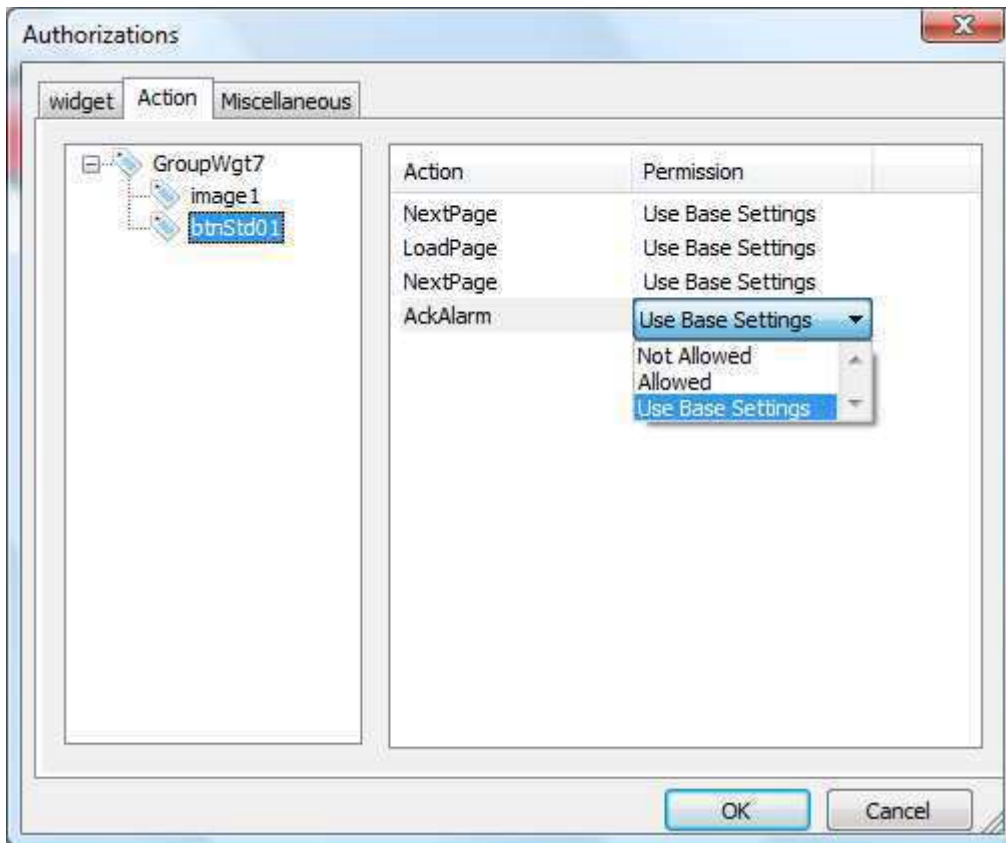 Authorizations
widget Action Miscellaneous
GroupWgt7
image1
btnStd01
Action Permission
NextPage Use Base Settings
LoadPage Use Base Settings
NextPage Use Base Settings
AckAlarm Use Base Settings
Not Allowed
Allowed
Use Base Settings
OK Cancel